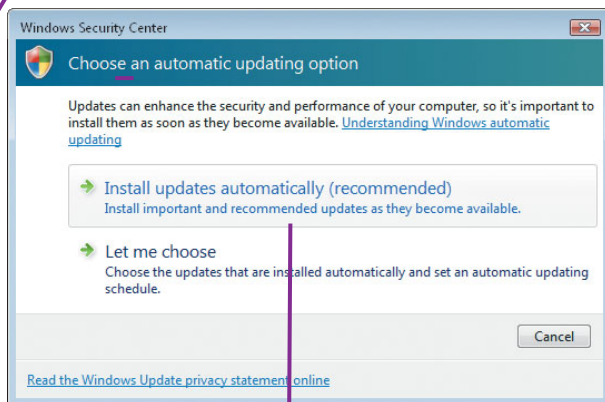 Windows Security Center
Choose an automatic updating option
Updates can enhance the security and performance of your computer, so it's important to
install them as soon as they become available. Understanding Windows automatic
updating
Install updates automatically (recommended)
Install important and recommended updates as they become available.
Let me choose
Choose the updates that are installed automatically and set an automatic updating
schedule.
Cancel
Read the Windows Update privacy statement online